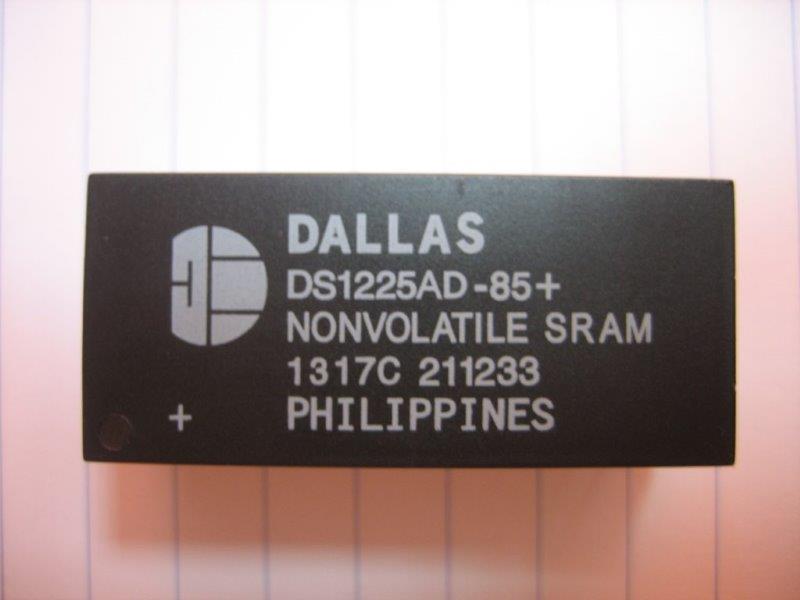 DALLAS
DS1225AD-85+
NONVOLATILE SRAM
1317C 211233
+ PHILIPPINES